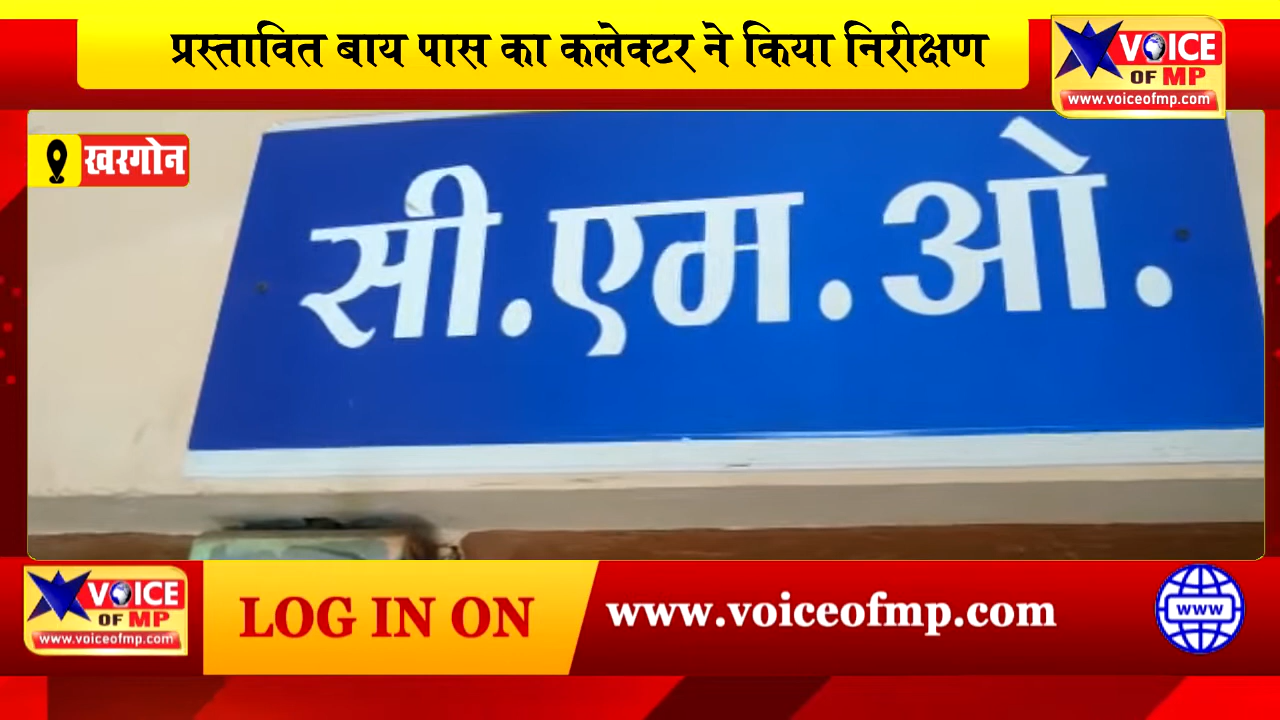 प्रस्तावित बाय पास का कलेक्टर ने किया निरीक्षण
VOICE
OF MP
www.voiceofmp.com
खरगोन
सी.एम.ओ.
VOICE
OF MP
www.voiceofmp.com
LOG IN ON
www.voiceofmp.com
www